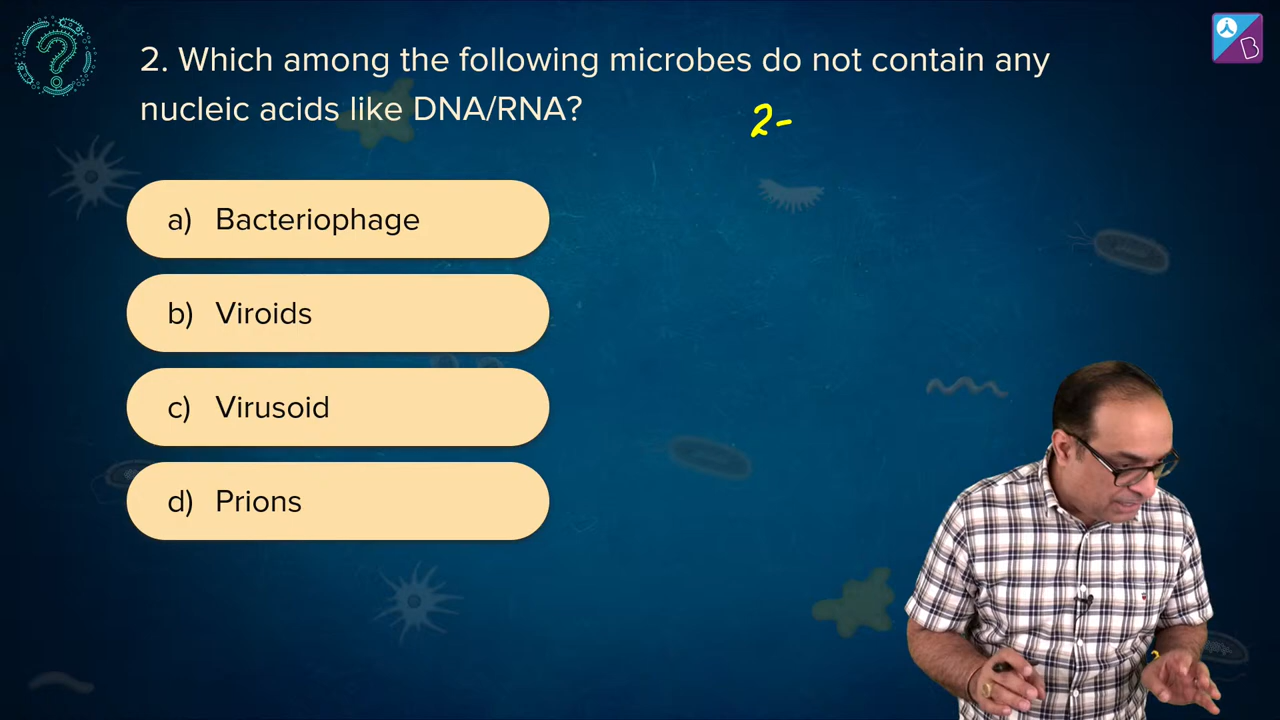 2. Which among the following microbes do not contain any
nucleic acids like DNA/RNA?
2-
a) Bacteriophage
b) Viroids
c) Virusoid
d) Prions
B